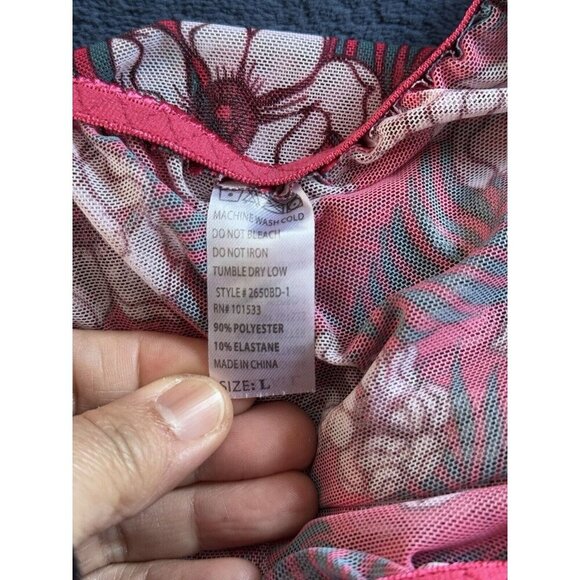 MACHINE WASH COLD
DO NOT BLEACH
DO NOT IRON
TUMBLE DRY LOW
STYLE # 2650BD-1
RN# 101533
90% POLYESTER
10% ELASTANE
MADE IN CHINA
SIZE: L